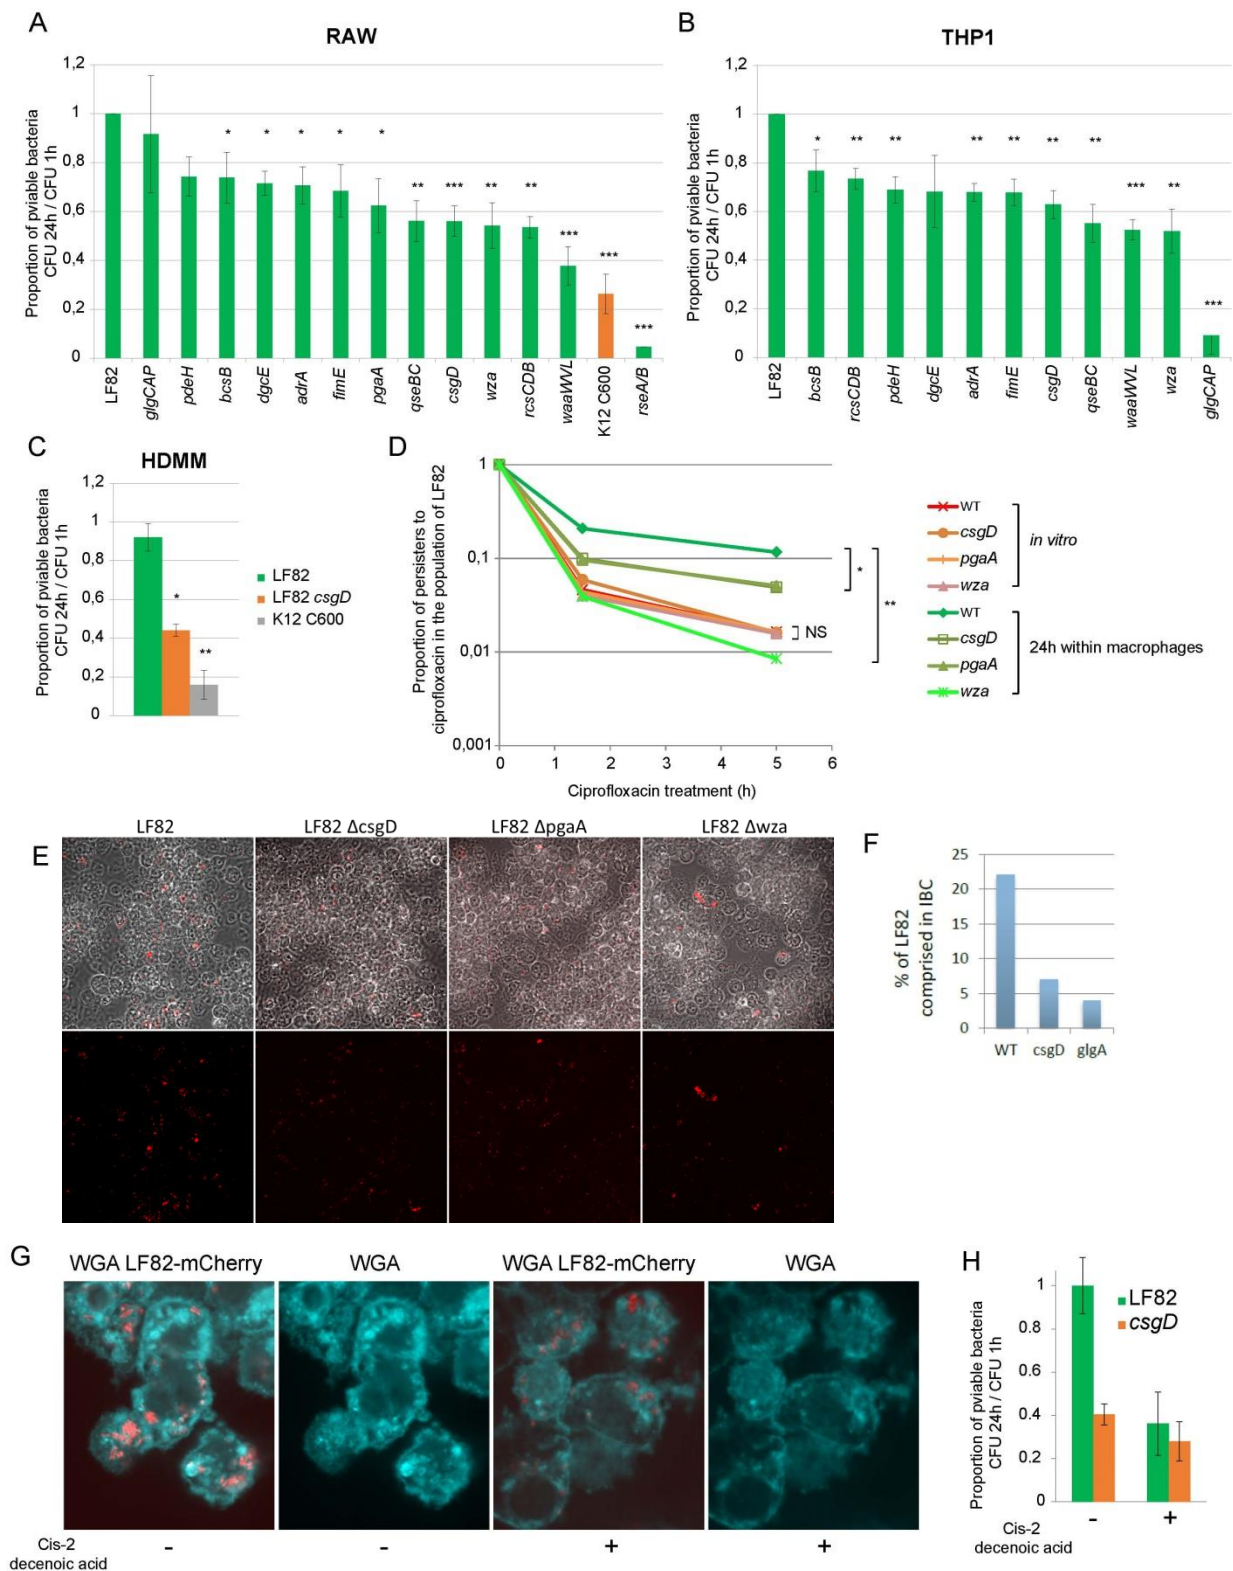 A
RAW
Proportion of pviable bacteria
CFU 24h / CFU 1h
1,2
1
0,8
0,6
0,4
0,2
0
*
*
*
*
*
**
***
**
**
***
***
***
LF82
glgCAP
pdeH
bcsB
dgcE
adrA
fimE
pgaA
qseBC
csgD
wza
rcsCDB
waaWVL
K12 C600
rseA/B
B
THP1
Proportion of pviable bacteria
CFU 24h / CFU 1h
1,2
1
0,8
0,6
0,4
0,2
0
*
**
**
**
**
**
**
***
**
***
LF82
bcsB
rcsCDB
pdeH
dgcE
adrA
fimE
csgD
qseBC
waaWVL
wza
glgCAP
C
HDMM
Proportion of pviable bacteria
CFU 24h / CFU 1h
1,2
1
0,8
0,6
0,4
0,2
0
*
**
LF82
LF82 csgD
K12 C600
D
Proportion of persisters to
ciprofloxacin in the population of LF82
1
0,1
0,01
0,001
0 1 2 3 4 5 6
Ciprofloxacin treatment (h)
*
**
NS
WT
csgD
pgaA
wza
in vitro
WT
csgD
pgaA
wza
24h within macrophages
E
LF82
LF82 ΔcsgD
LF82 ΔpgaA
LF82 Δwza
F
% of LF82
comprised in IBC
25
20
15
10
5
0
WT csgD glgA
G
WGA LF82-mCherry
WGA
WGA LF82-mCherry
WGA
Cis-2
decenoic acid
-
-
+
+
H
Proportion of pviable bacteria
CFU 24h / CFU 1h
1
0,8
0,6
0,4
0,2
0
LF82
csgD
Cis-2
decenoic acid
-
+